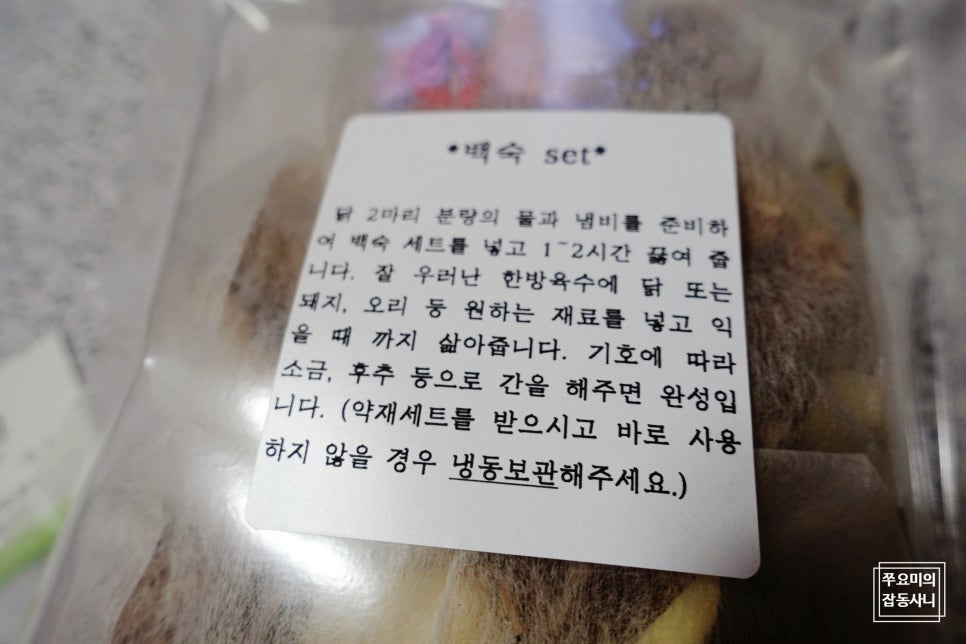 *백숙 set*
닭 2마리 분량의 물과 냄비를 준비하
여 백숙 세트를 넣고 1~2시간 끓여 줍
니다. 잘 우러난 한방육수에 닭 또는
돼지, 오리 등 원하는 재료를 넣고 익
을 때 까지 삶아줍니다. 기호에 따라
소금, 후추 등으로 간을 해주면 완성입
니다. (약재세트를 받으시고 바로 사용
하지 않을 경우 냉동보관해주세요.)
쭈요미의
잡동사니